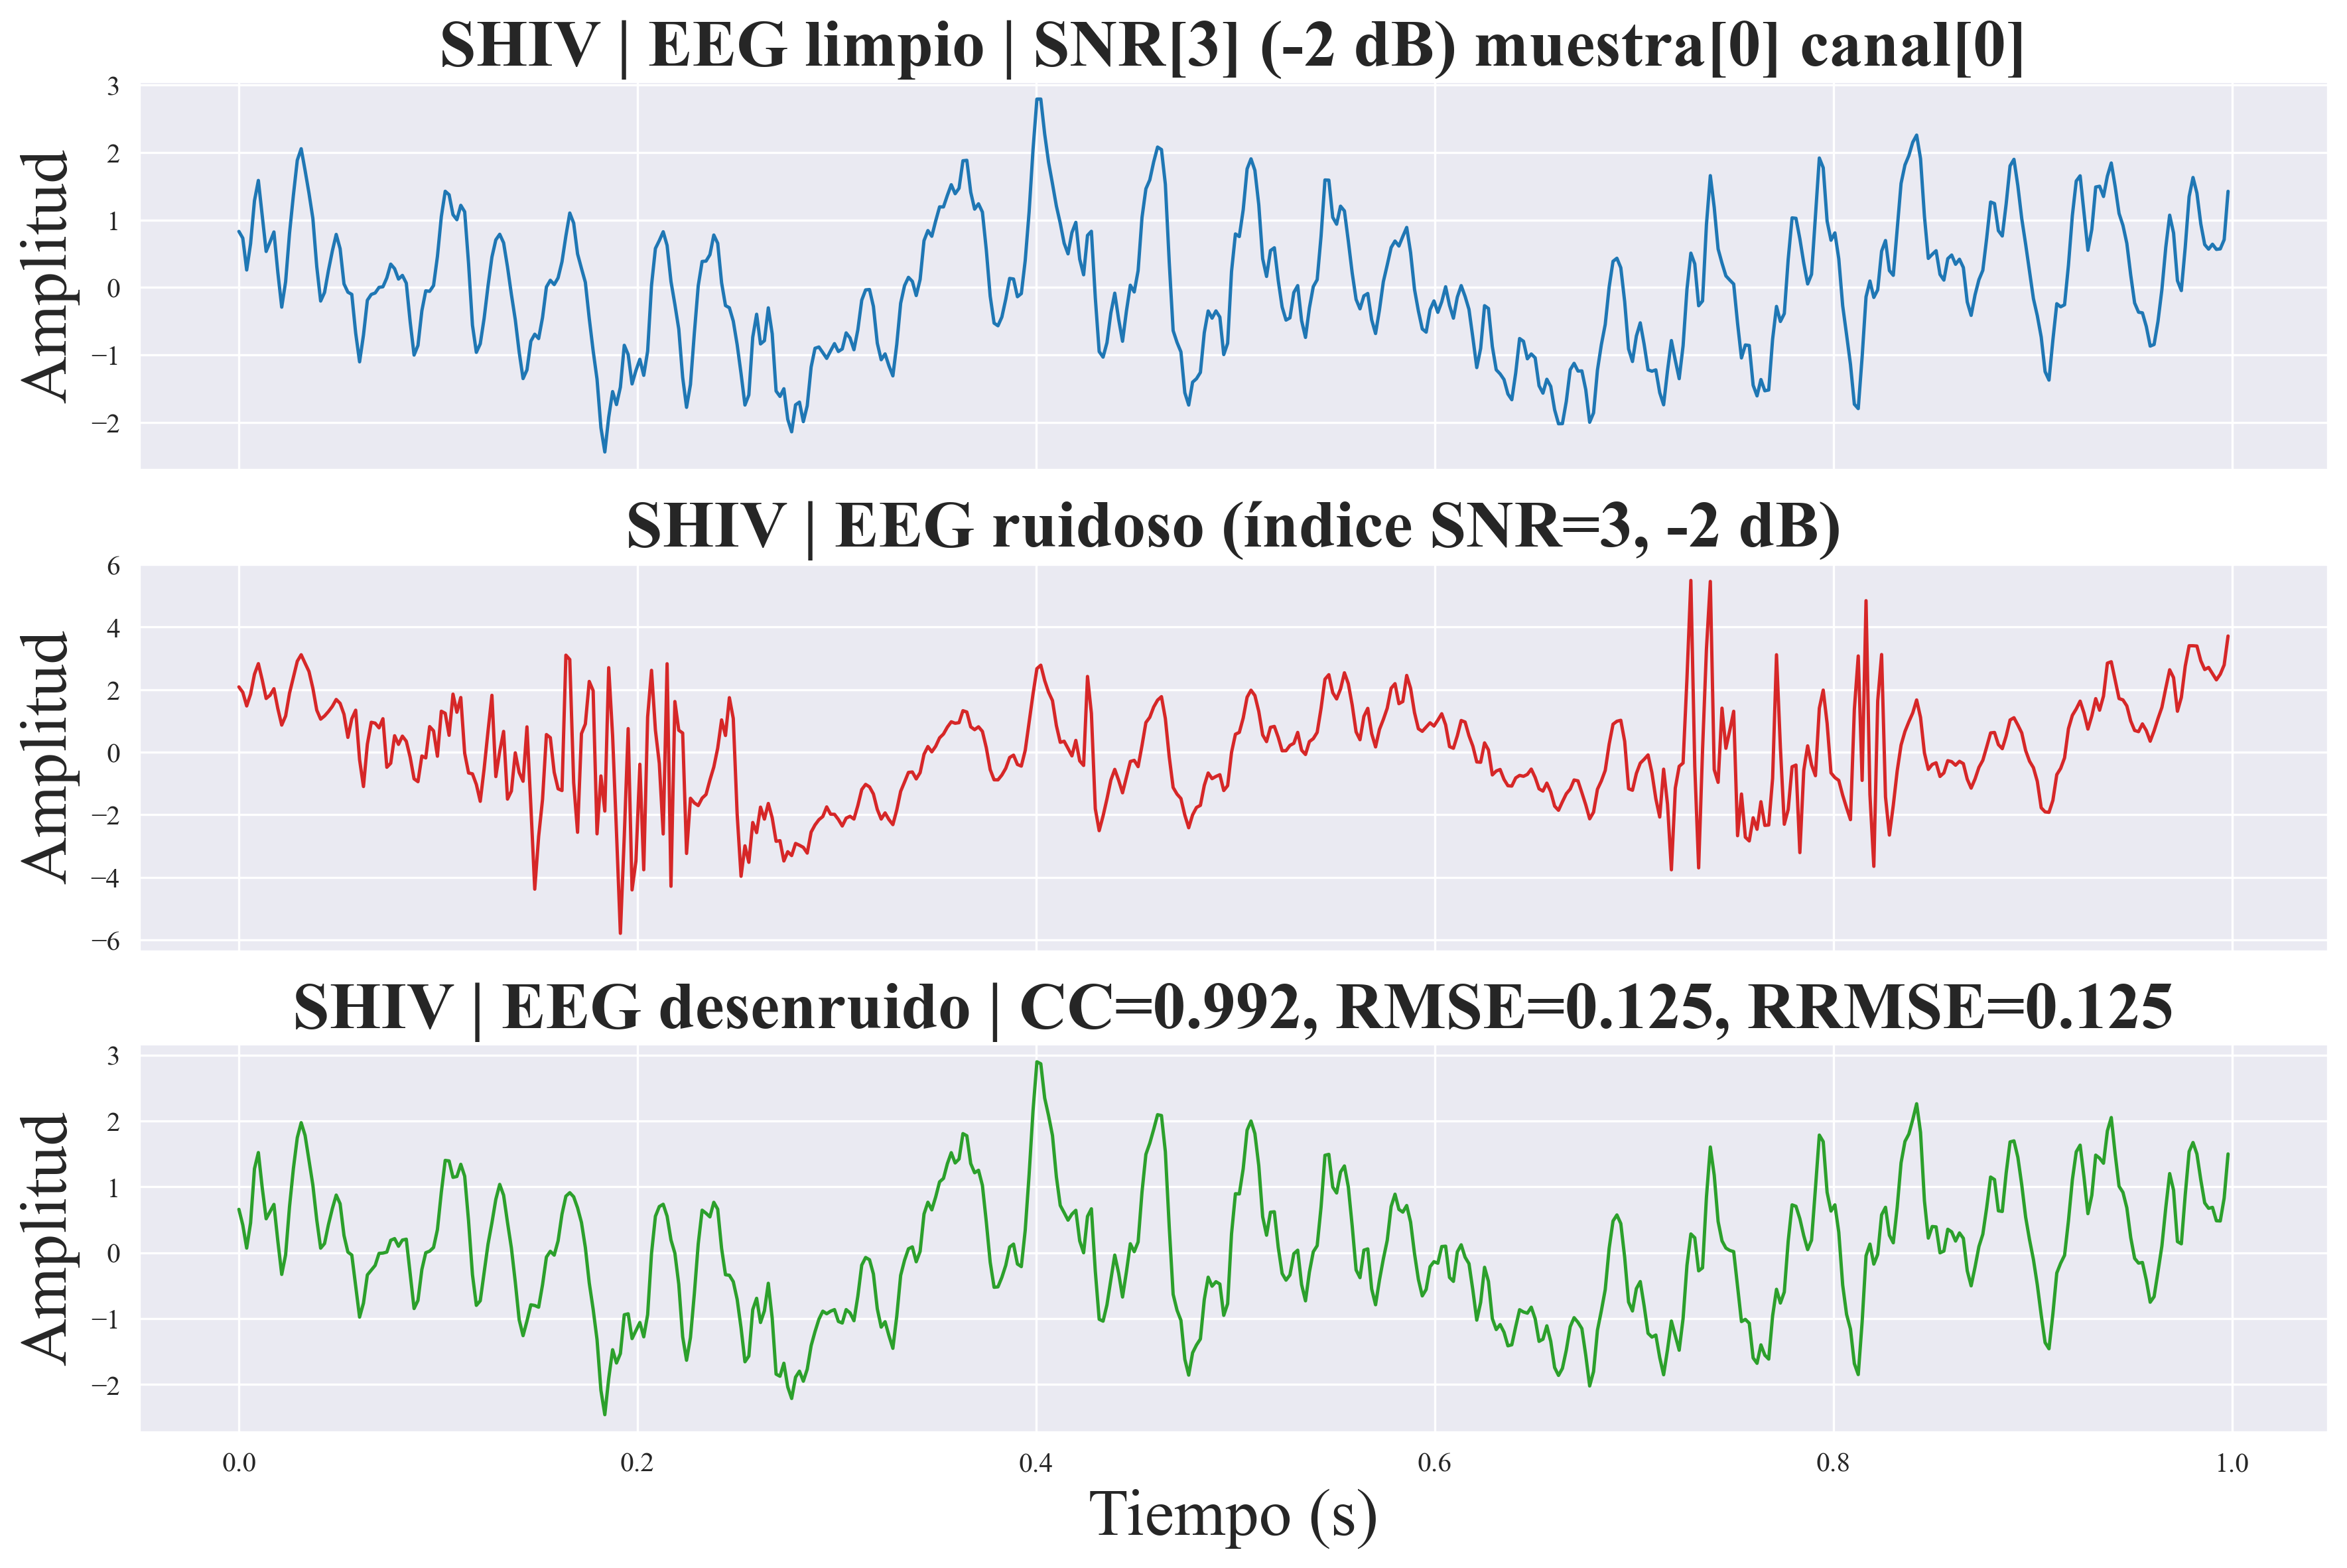 SHIV | EEG limpio | SNR[3] (-2 dB) muestra[0] canal[0]
3
2
1
0
−1
−2
Amplitud
SHIV | EEG ruidoso (índice SNR=3, -2 dB)
6
4
2
0
−2
−4
−6
Amplitud
SHIV | EEG desenruido | CC=0.992, RMSE=0.125, RRMSE=0.125
3
2
1
0
−1
−2
Amplitud
0.0 0.2 0.4 0.6 0.8 1.0
Tiempo (s)